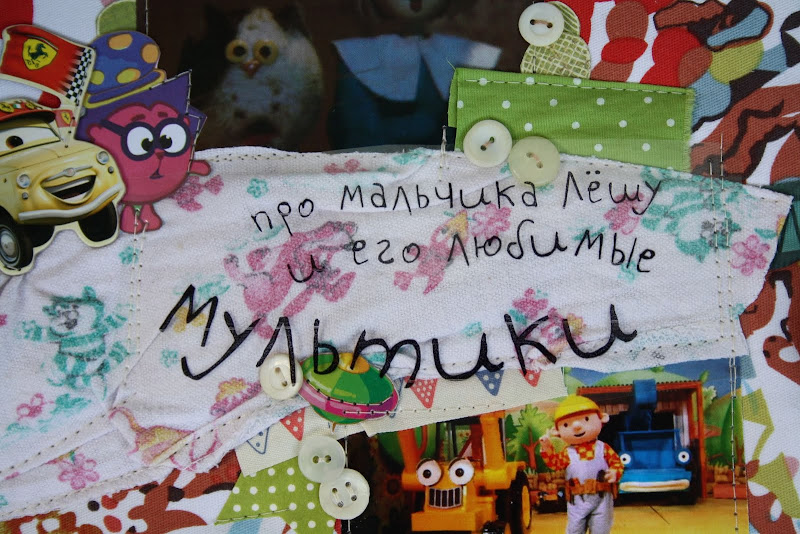 про мальчика Лёшу
и его любимые
Мультики